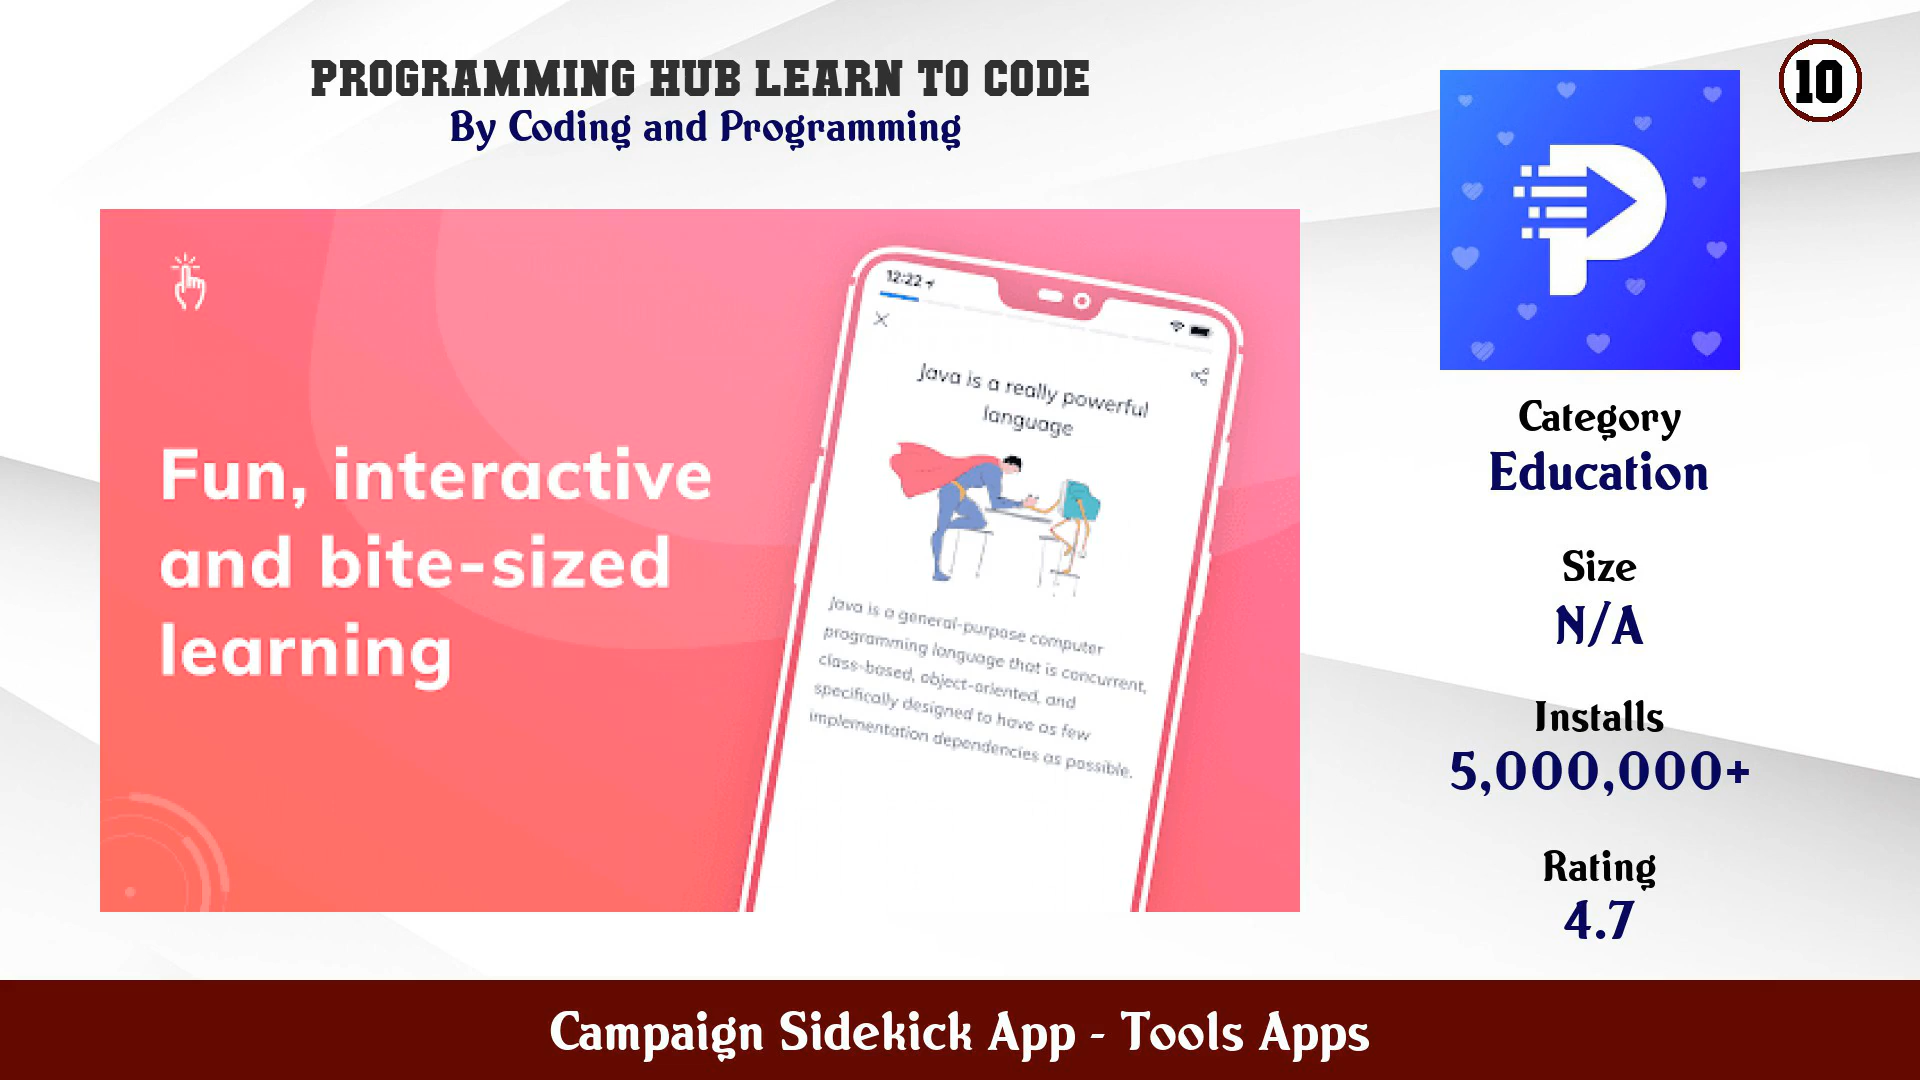 PROGRAMMING HUB LEARN TO CODE
By Coding and Programming
10
Fun, interactive
and bite-sized
learning
12:22
Java is a really powerful
language
Java is a general-purpose computer
programming language that is concurrent,
class-based, object-oriented, and
specifically designed to have as few
implementation dependencies as possible.
Category
Education
Size
N/A
Installs
5,000,000+
Rating
4.7
Campaign Sidekick App - Tools Apps